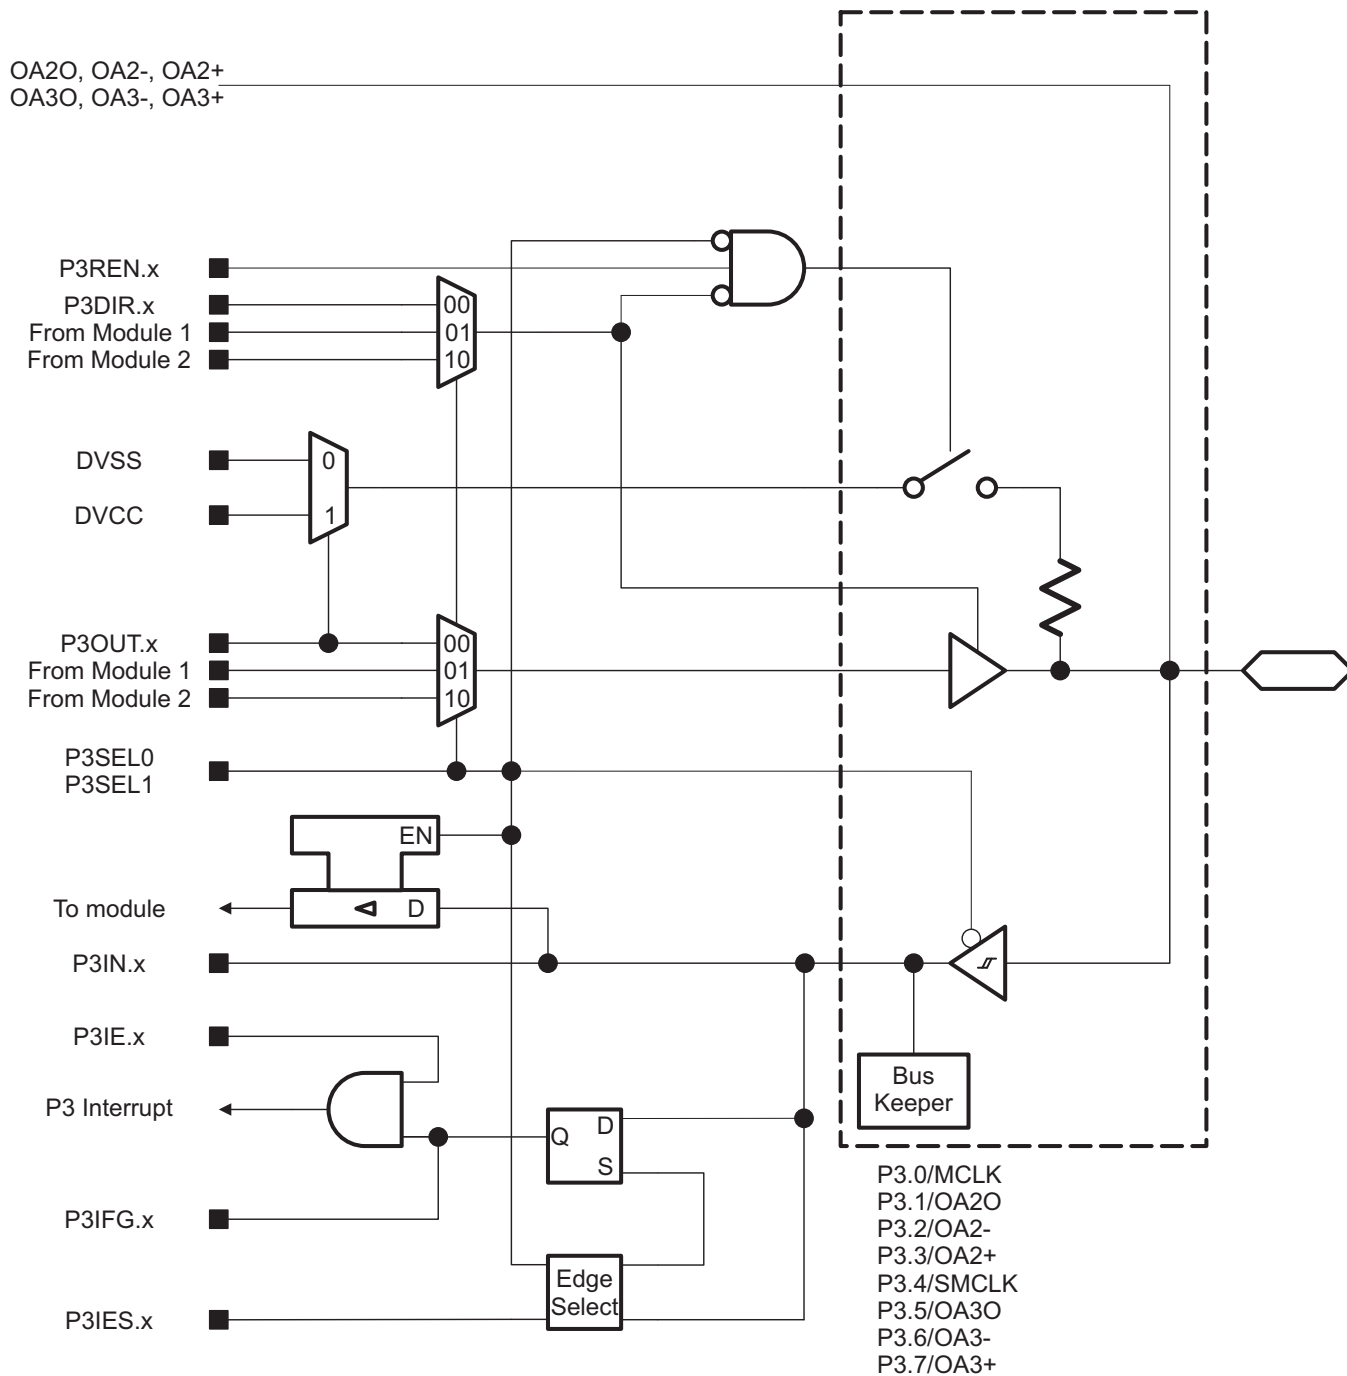 OA2O, OA2-, OA2+
OA3O, OA3-, OA3+
P3REN.x
P3DIR.x
00
From Module 1
01
From Module 2
10
DVSS
0
DVCC
1
P3OUT.x
00
From Module 1
01
From Module 2
10
P3SEL0
P3SEL1
EN
To module
D
P3IN.x
P3IE.x
Bus
Keeper
P3 Interrupt
Q
D
S
P3IFG.x
Edge
Select
P3IES.x
P3.0/MCLK
P3.1/OA2O
P3.2/OA2-
P3.3/OA2+
P3.4/SMCLK
P3.5/OA3O
P3.6/OA3-
P3.7/OA3+